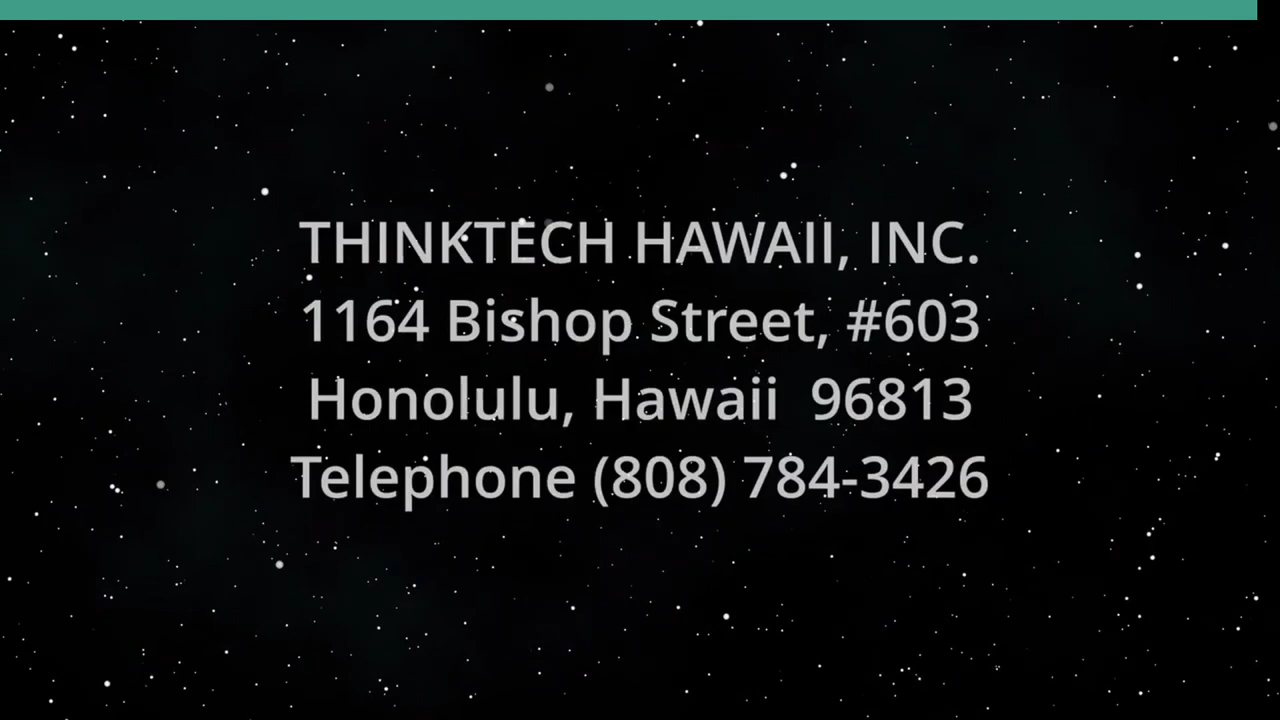 THINKTECH HAWAII, INC.
1164 Bishop Street, #603
Honolulu, Hawaii  96813
Telephone (808) 784-3426